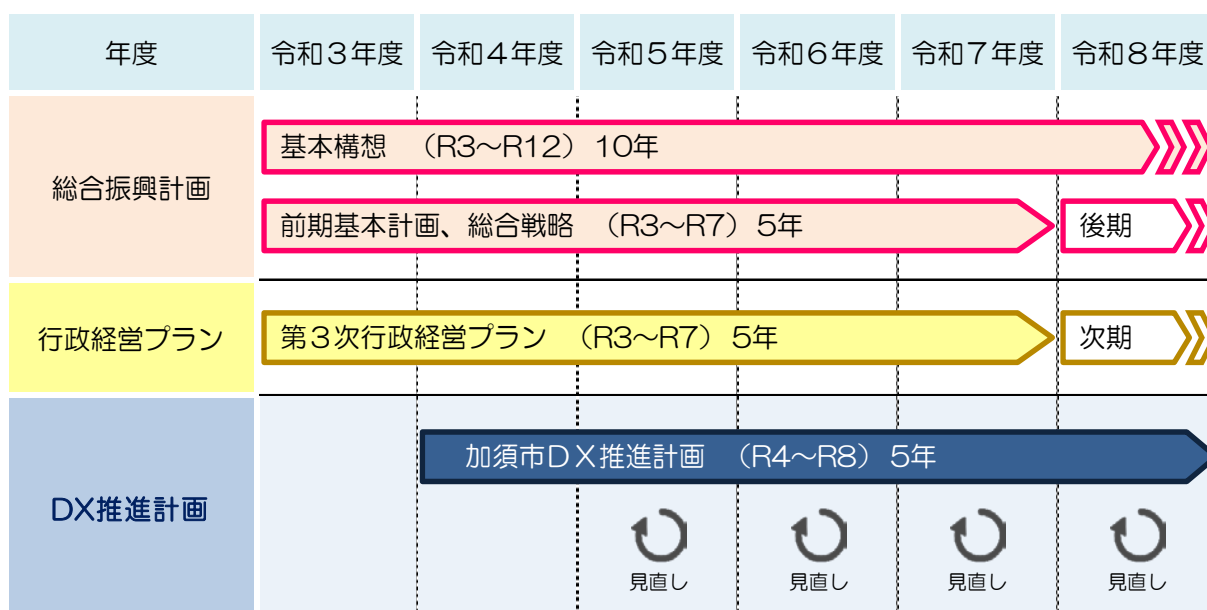 年度
令和3年度
令和4年度
令和5年度
令和6年度
令和7年度
令和8年度
総合振興計画
基本構想 （R3～R12）10年
前期基本計画、総合戦略 （R3～R7）5年
後期
行政経営プラン
第3次行政経営プラン （R3～R7）5年
次期
DX推進計画
加須市DX推進計画 （R4～R8）5年
見直し
見直し
見直し
見直し